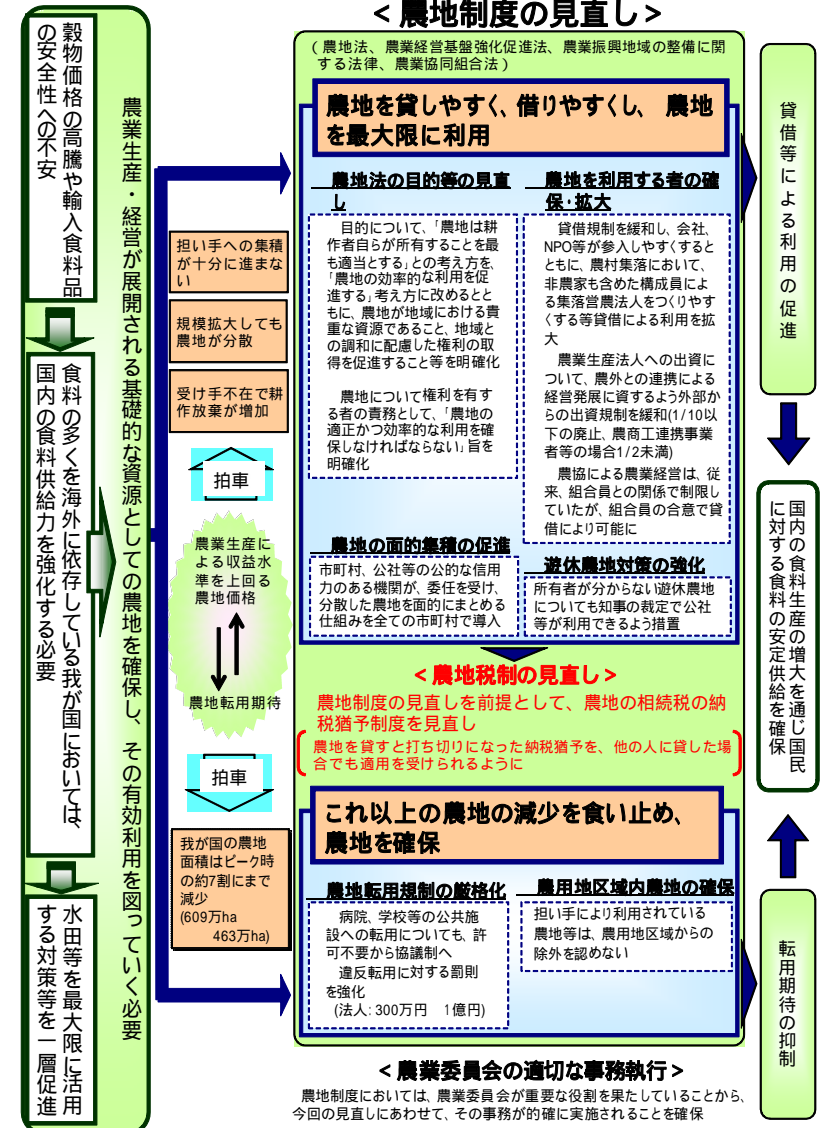 穀物価格の高騰や輸入食料品
の安全性への不安
食料の多くを海外に依存している我が国においては、
国内の食料供給力を強化する必要
水田等を最大限に活用
する対策等を一層促進
農業生産・経営が展開される基礎的な資源としての農地を確保し、その有効利用を図っていく必要
担い手への集積
が十分に進まな
い
規模拡大しても
農地が分散
受け手不在で耕
作放棄が増加
拍車
農業生産に
よる収益水
準を上回る
農地価格
農地転用期待
拍車
我が国の農地
面積はピーク時
の約7割にまで
減少
(609万ha
463万ha)
<農地制度の見直し>
(農地法、農業経営基盤強化促進法、農業振興地域の整備に関
する法律、農業協同組合法)
農地を貸しやすく、借りやすくし、 農地
を最大限に利用
農地法の目的等の見直
し
目的について、「農地は耕
作者自らが所有することを最
も適当とする」との考え方を、
「農地の効率的な利用を促
進する」考え方に改めるとと
もに、農地が地域における貴
重な資源であること、地域と
の調和に配慮した権利の取
得を促進すること等を明確化
農地について権利を有す
る者の責務として、「農地の
適正かつ効率的な利用を確
保しなければならない」旨を
明確化
農地を利用する者の確
保・拡大
貸借規制を緩和し、会社、
NPO等が参入しやすくすると
ともに、農村集落において、
非農家も含めた構成員によ
る集落営農法人をつくりやす
くする等貸借による利用を拡
大
農業生産法人への出資に
ついて、農外との連携による
経営発展に資するよう外部か
らの出資規制を緩和(1/10以
下の廃止、農商工連携事業
者等の場合1/2未満)
農協による農業経営は、従
来、組合員との関係で制限し
ていたが、組合員の合意で貸
借により可能に
農地の面的集積の促進
市町村、公社等の公的な信用
力のある機関が、委任を受け、
分散した農地を面的にまとめる
仕組みを全ての市町村で導入
遊休農地対策の強化
所有者が分からない遊休農地
についても知事の裁定で公社
等が利用できるよう措置
<農地税制の見直し>
農地制度の見直しを前提として、農地の相続税の納
税猶予制度を見直し
農地を貸すと打ち切りになった納税猶予を、他の人に貸した場
合でも適用を受けられるように
これ以上の農地の減少を食い止め、
農地を確保
農地転用規制の厳格化
病院、学校等の公共施
設への転用についても、許
可不要から協議制へ
違反転用に対する罰則
を強化
(法人:300万円 1億円)
農用地区域内農地の確保
担い手により利用されている
農地等は、農用地区域からの
除外を認めない
<農業委員会の適切な事務執行>
農地制度においては、農業委員会が重要な役割を果たしていることから、
今回の見直しにあわせて、その事務が的確に実施されることを確保
貸借等による利用の促進
国内の食料生産の増大を通じ国民
に対する食料の安定供給を確保
転用期待の抑制